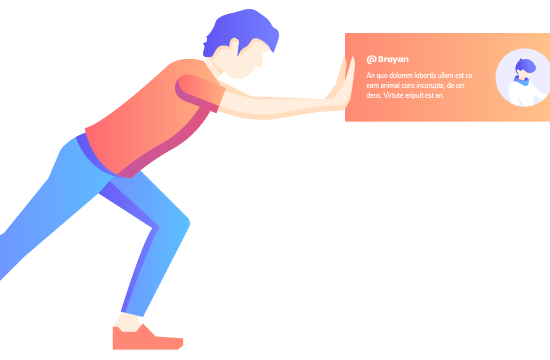 @ Brayan
An quo dolorem lobortis ullam est co
eam animal cons incorupte, de ser
deos. Virtute eripuit est an.